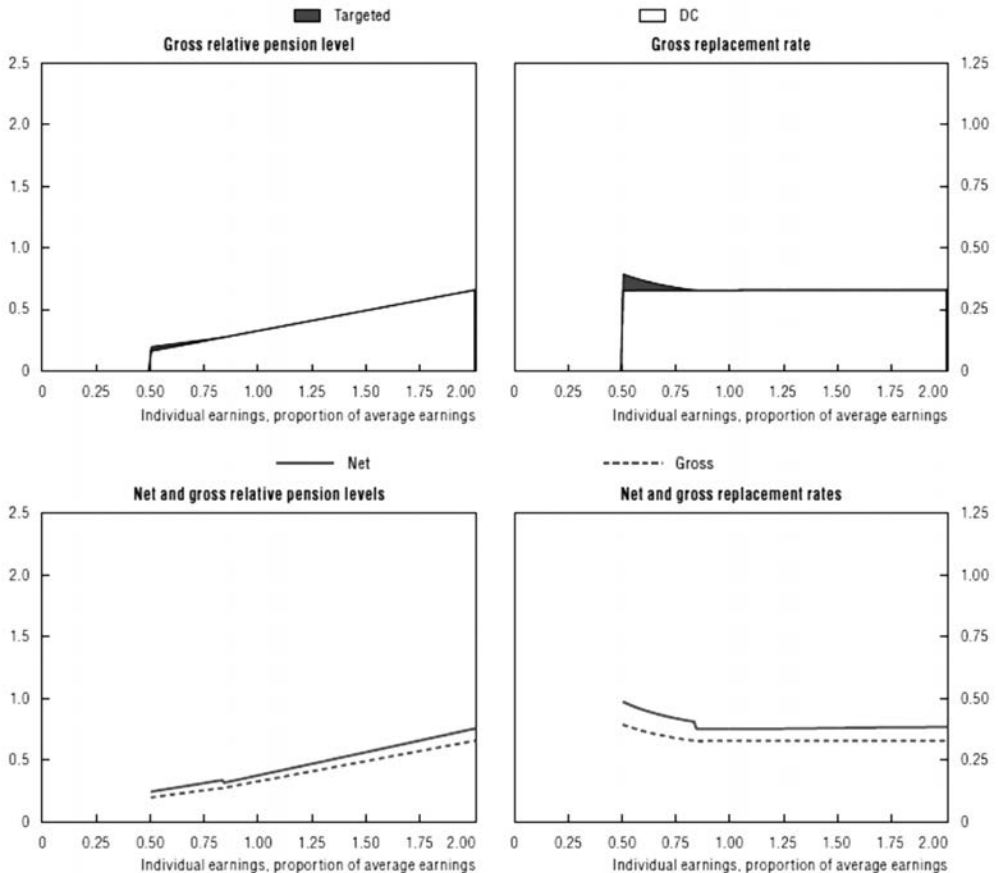 Targeted DC
Gross relative pension level
2.5
2.0
1.5
1.0
0.5
0
0 0.25 0.50 0.75 1.00 1.25 1.50 1.75 2.00
Individual earnings, proportion of average earnings
Gross replacement rate
1.25
1.00
0.75
0.50
0.25
0
0 0.25 0.50 0.75 1.00 1.25 1.50 1.75 2.00
Individual earnings, proportion of average earnings
Net Gross
Net and gross relative pension levels
2.5
2.0
1.5
1.0
0.5
0
0 0.25 0.50 0.75 1.00 1.25 1.50 1.75 2.00
Individual earnings, proportion of average earnings
Net and gross replacement rates
1.25
1.00
0.75
0.50
0.25
0
0 0.25 0.50 0.75 1.00 1.25 1.50 1.75 2.00
Individual earnings, proportion of average earnings